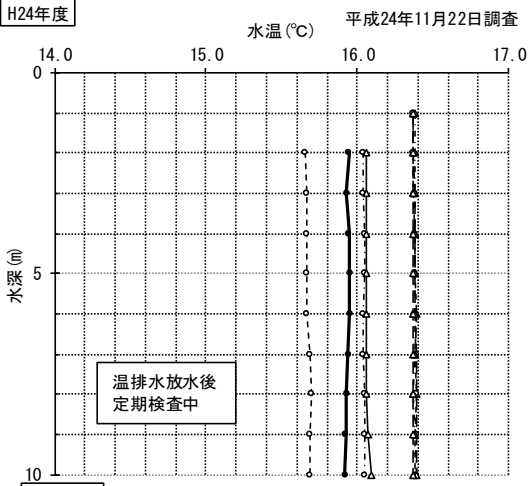 H24年度
平成24年11月22日調査
水温(℃)
14.0 15.0 16.0 17.0
0
5
10
水深(m)
温排水放水後
定期検査中